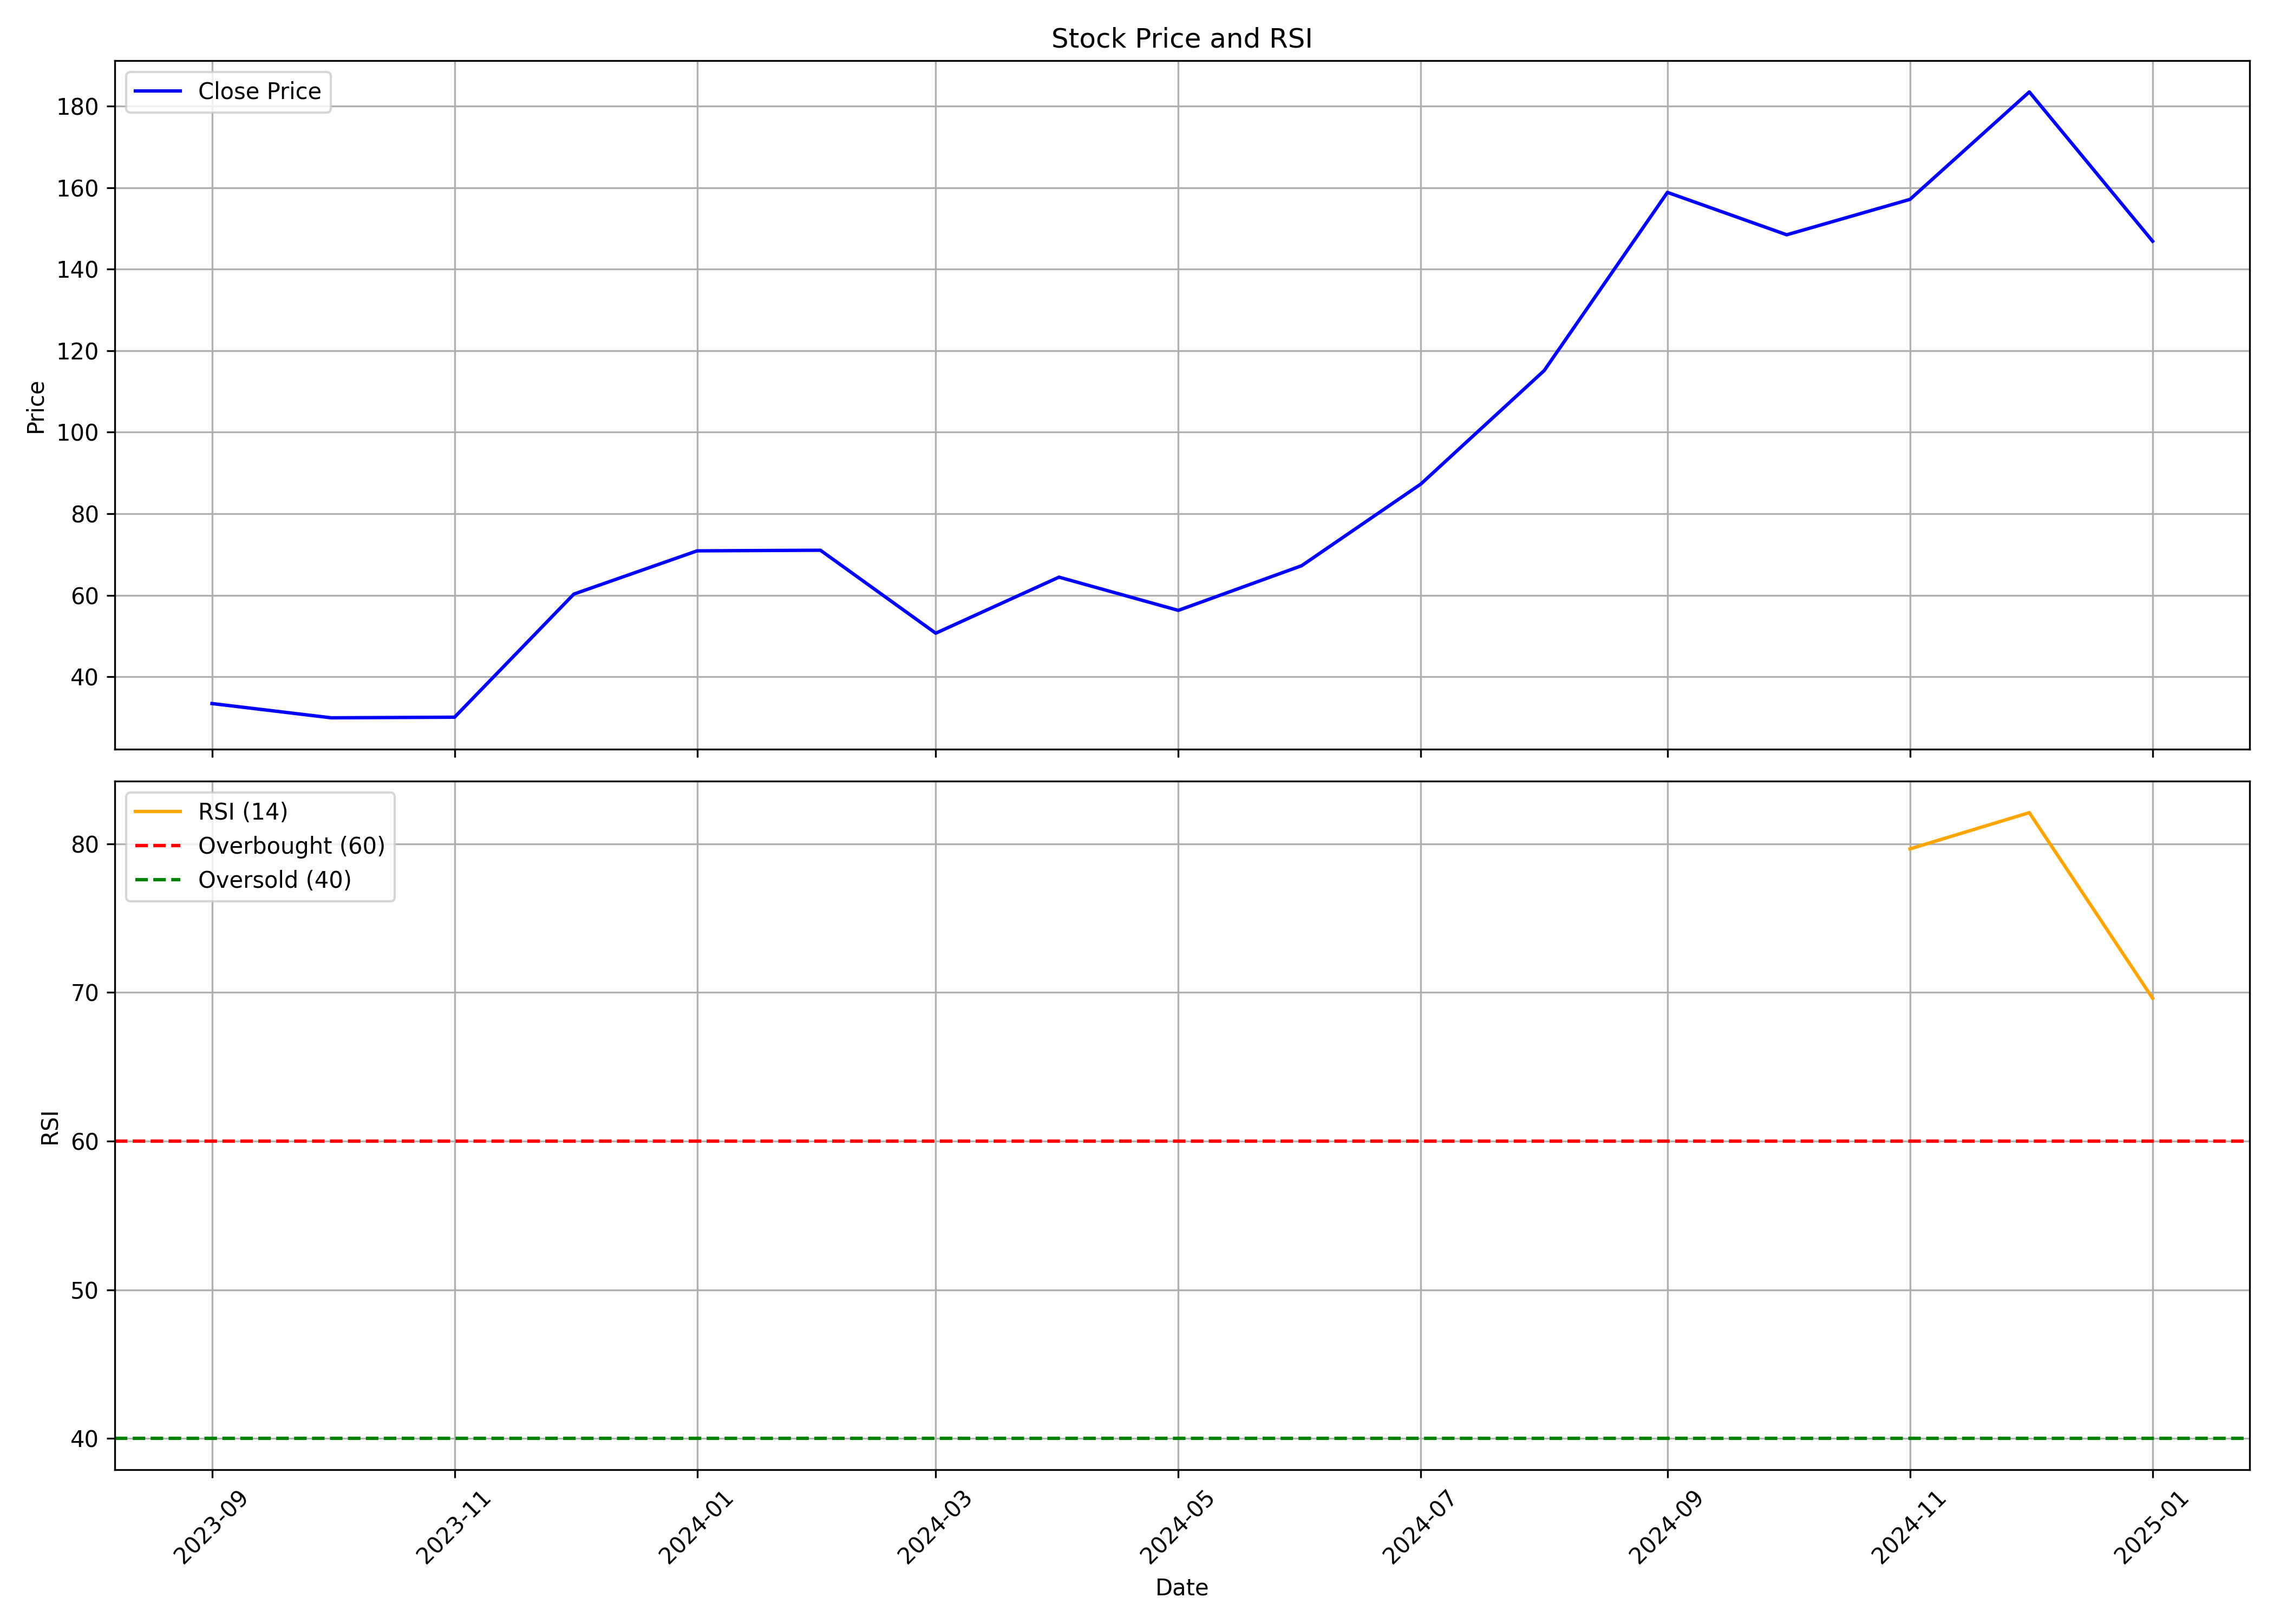 Stock Price and RSI
Close Price
180
160
140
120
100
80
60
40
Price
RSI (14)
Overbought (60)
Oversold (40)
80
70
60
50
40
RSI
2023-09
2023-11
2024-01
2024-03
2024-05
2024-07
2024-09
2024-11
2025-01
Date